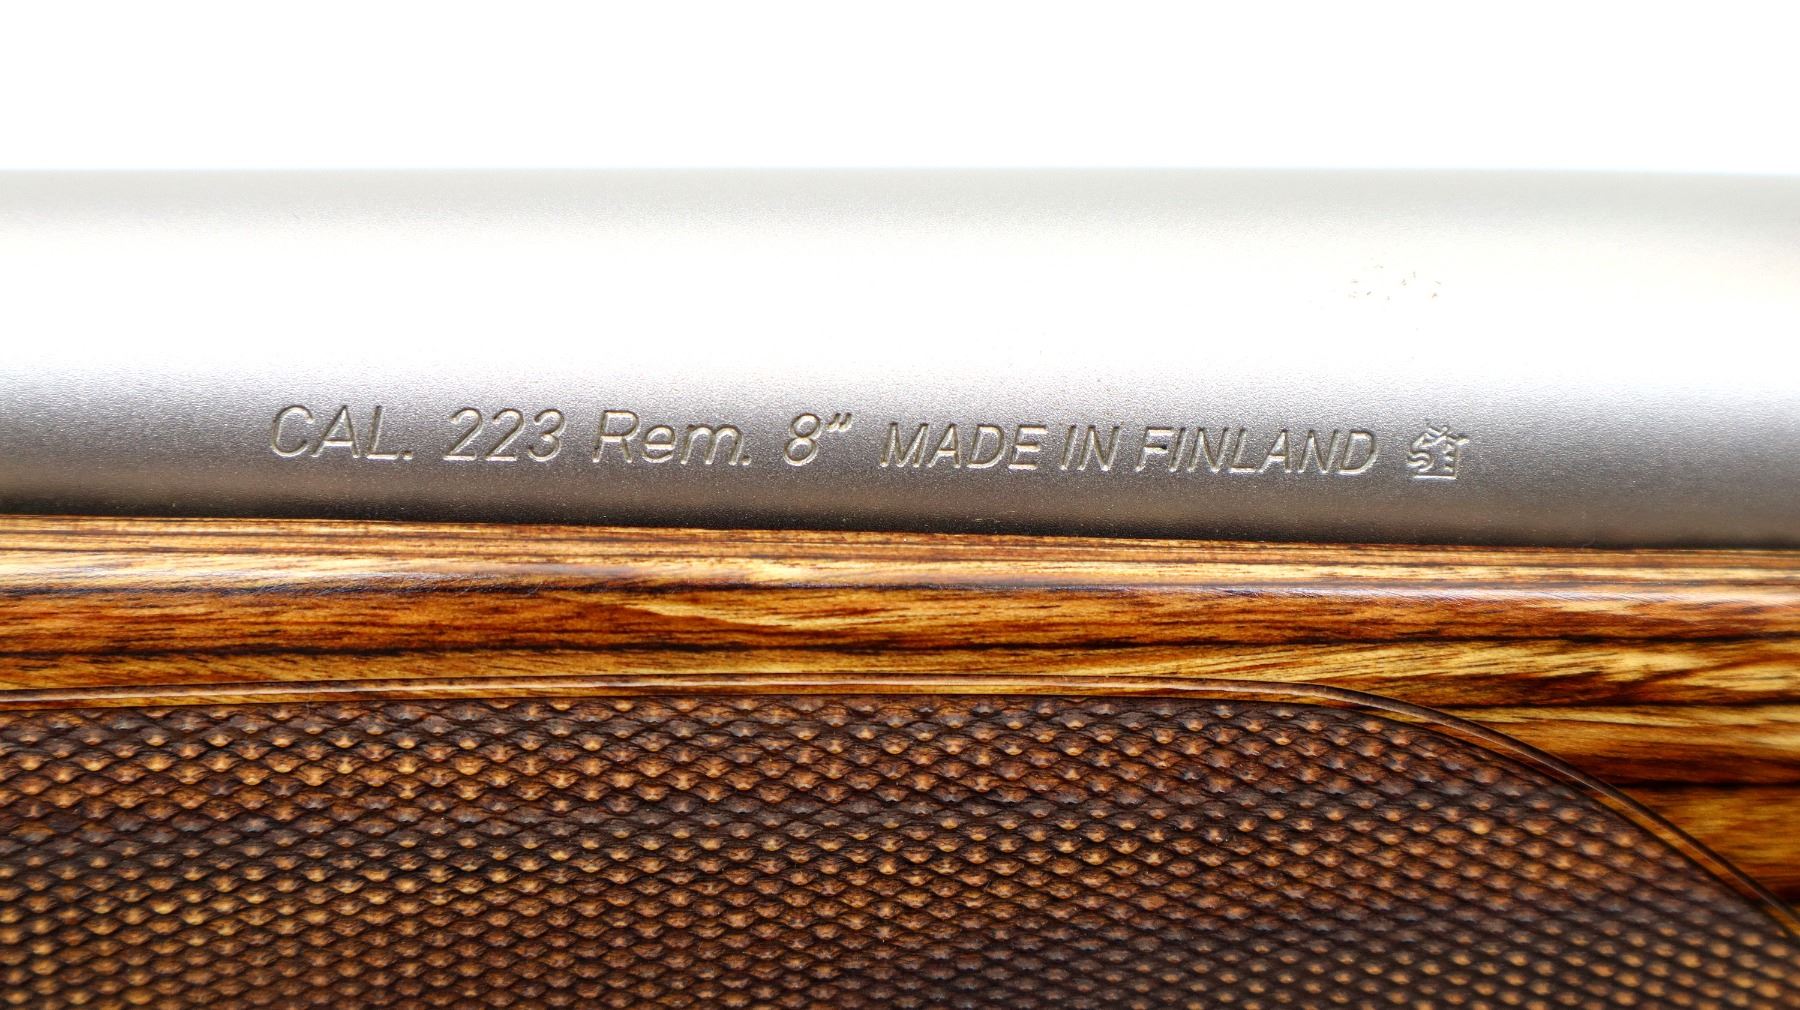 CAL. 223 Rem. 8” MADE IN FINLAND